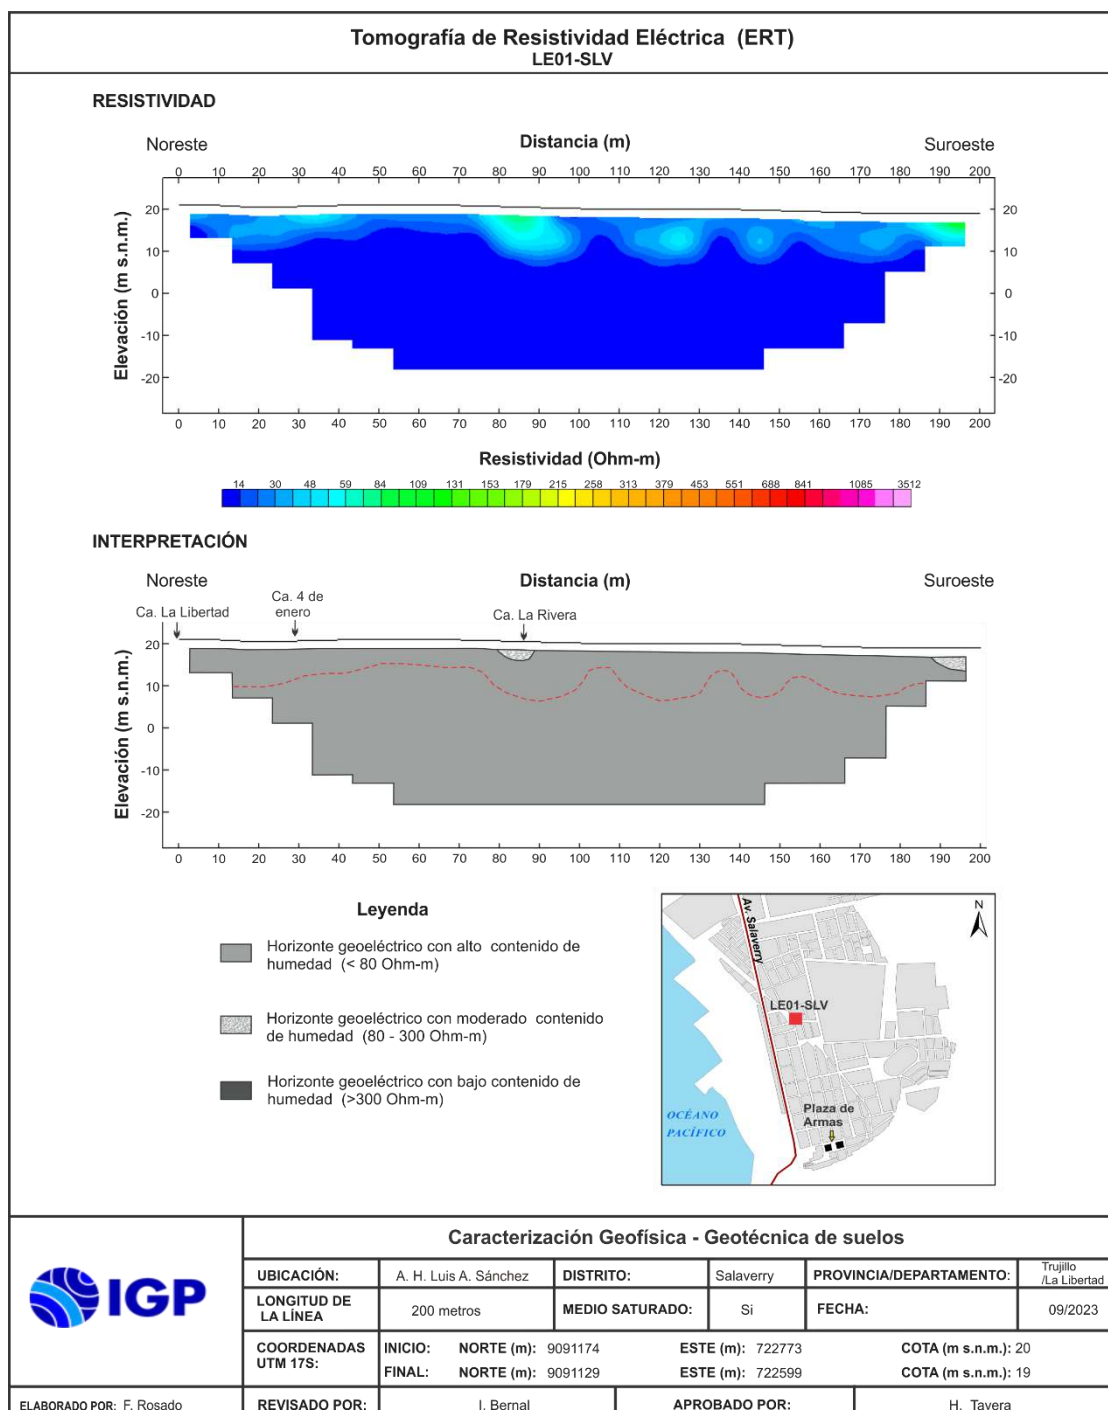 Tomografía de Resistividad Eléctrica (ERT)
LE01-SLV
RESISTIVIDAD
Noreste
Distancia (m)
Suroeste
0 10 20 30 40 50 60 70 80 90 100 110 120 130 140 150 160 170 180 190 200
Elevación (m s.n.m.)
20 20
10 10
0 0
-10 -10
-20 -20
0 10 20 30 40 50 60 70 80 90 100 110 120 130 140 150 160 170 180 190 200
Resistividad (Ohm-m)
14 30 48 59 84 109 131 153 179 215 258 313 379 453 551 688 841 1085 3512
INTERPRETACIÓN
Noreste
Distancia (m)
Suroeste
Ca. La Libertad
Ca. 4 de
enero
Ca. La Rivera
Elevación (m s.n.m.)
20
10
0
-10
-20
0 10 20 30 40 50 60 70 80 90 100 110 120 130 140 150 160 170 180 190 200
Leyenda
Horizonte geoeléctrico con alto contenido de
humedad (< 80 Ohm-m)
Horizonte geoeléctrico con moderado contenido
de humedad (80 - 300 Ohm-m)
Horizonte geoeléctrico con bajo contenido de
humedad (>300 Ohm-m)
N
Av. Salaverry
LE01-SLV
Plaza de
Armas
OCÉANO
PACÍFICO
IGP
Caracterización Geofísica - Geotécnica de suelos
UBICACIÓN: A. H. Luis A. Sánchez DISTRITO: Salaverry PROVINCIA/DEPARTAMENTO: Trujillo
/La Libertad
LONGITUD DE
LA LÍNEA 200 metros MEDIO SATURADO: Si FECHA: 09/2023
COORDENADAS
UTM 17S:
INICIO: NORTE (m): 9091174 ESTE (m): 722773 COTA (m s.n.m.): 20
FINAL: NORTE (m): 9091129 ESTE (m): 722599 COTA (m s.n.m.): 19
ELABORADO POR: F. Rosado REVISADO POR: I. Bernal APROBADO POR: H. Tavera